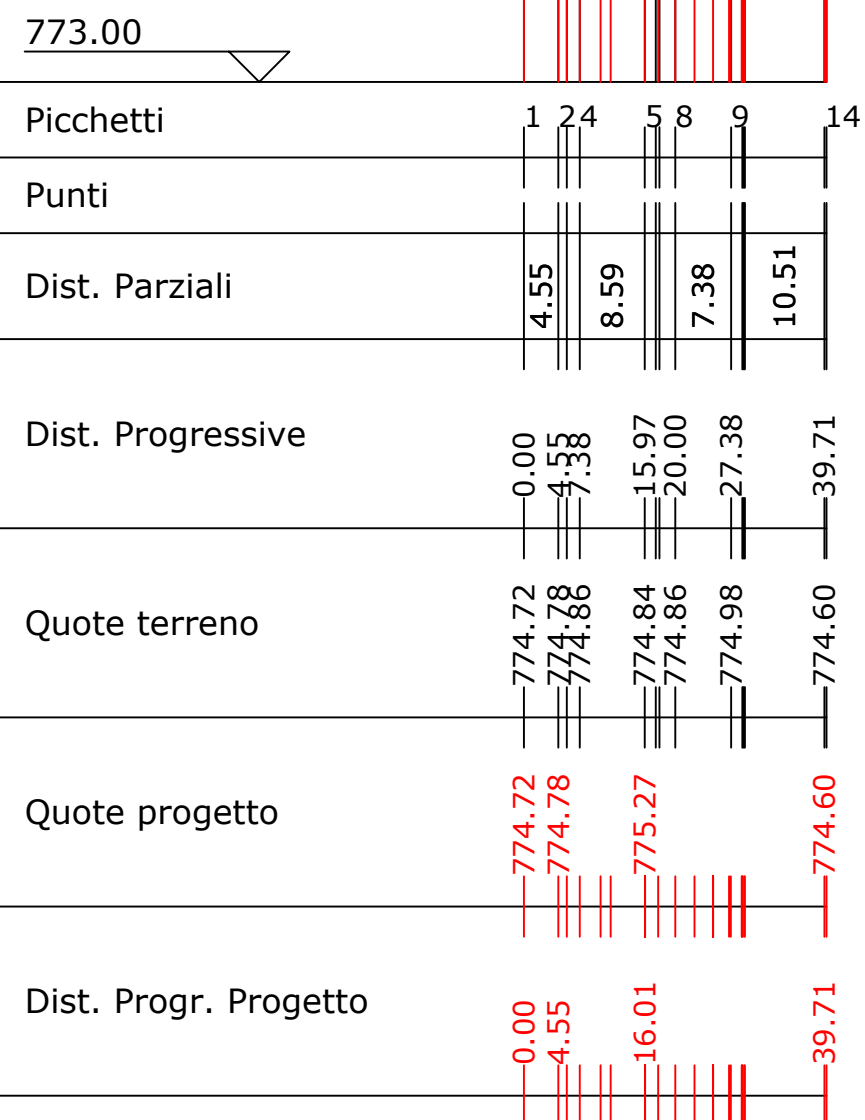 773.00
Picchetti 1 2 4 5 8 9 14
Punti
Dist. Parziali 4.55 8.59 7.38 10.51
Dist. Progressive 0.00 4.55 7.38 15.97 20.00 27.38 39.71
Quote terreno 774.72 774.78 774.86 774.84 774.86 774.98 774.60
Quote progetto 774.72 774.78 775.27 774.60
Dist. Progr. Progetto 0.00 4.55 16.01 39.71